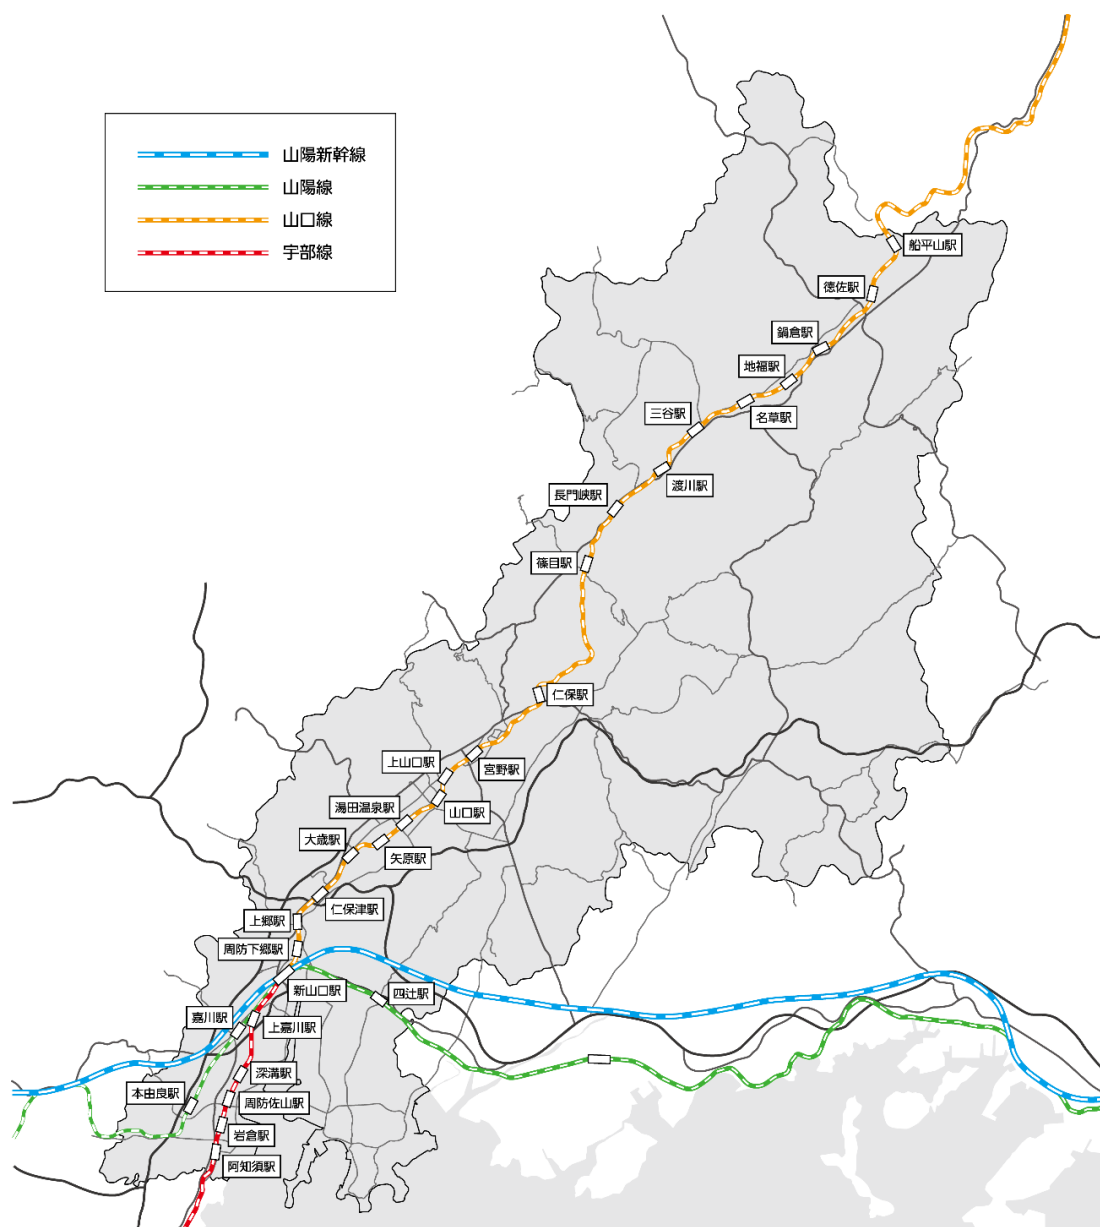 山陽新幹線
山陽線
山口線
宇部線
船平山駅
徳佐駅
鍋倉駅
地福駅
名草駅
三谷駅
渡川駅
長門峡駅
篠目駅
仁保駅
宮野駅
上山口駅
山口駅
湯田温泉駅
矢原駅
大歳駅
仁保津駅
上郷駅
周防下郷駅
新山口駅
四辻駅
嘉川駅
上嘉川駅
深溝駅
本由良駅
周防佐山駅
岩倉駅
阿知須駅